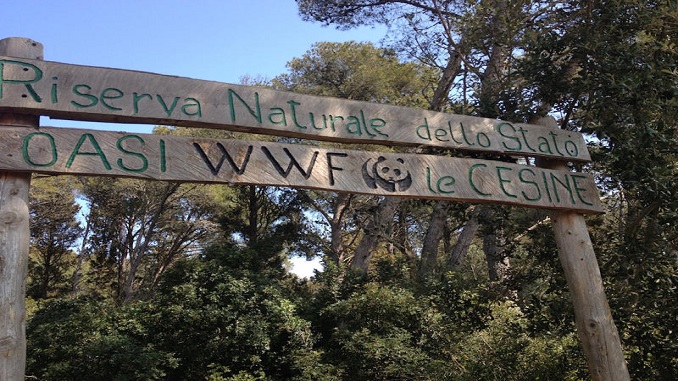 Riserva Naturale dello Stato
OASI WWF le CESINE